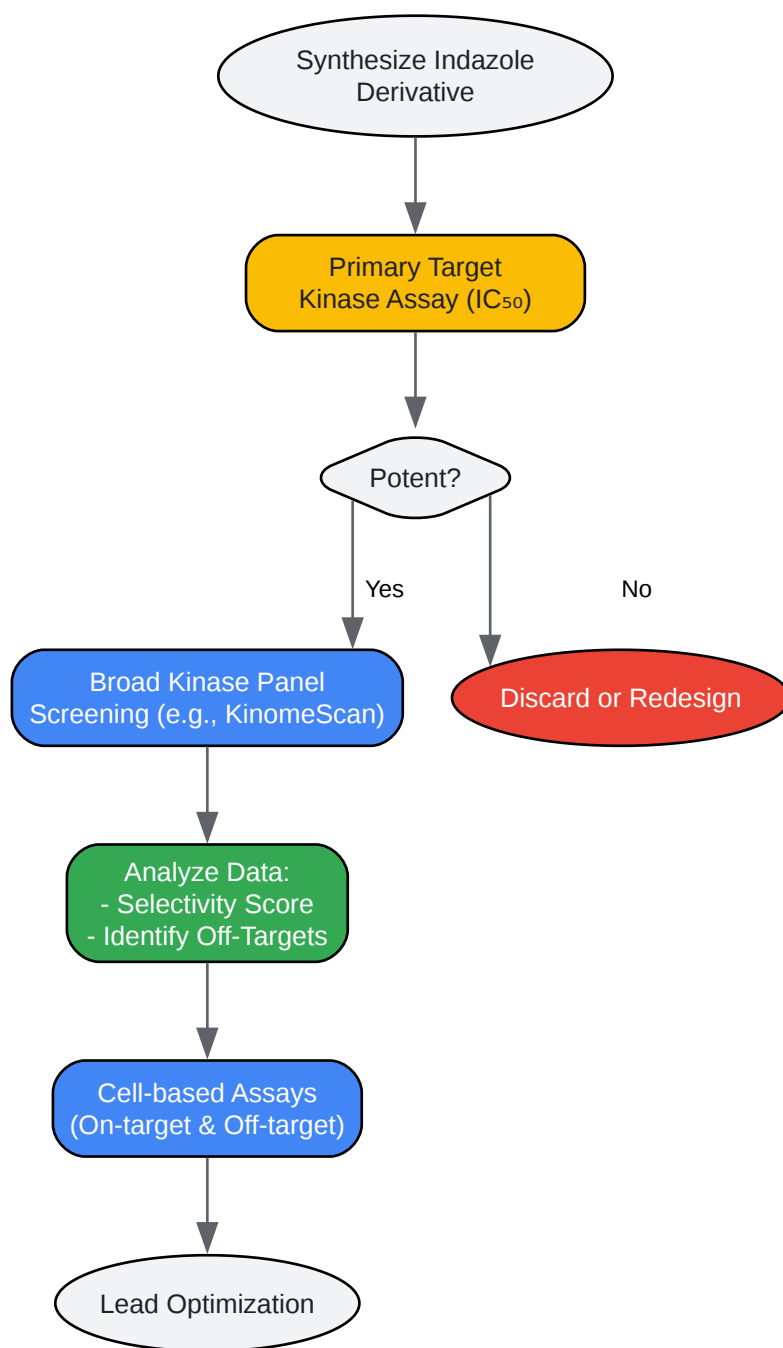 Synthesize Indazole
Derivative
Primary Target
Kinase Assay (IC₅₀)
Potent?
Yes
No
Broad Kinase Panel
Screening (e.g., KinomeScan)
Discard or Redesign
Analyze Data:
- Selectivity Score
- Identify Off-Targets
Cell-based Assays
(On-target & Off-target)
Lead Optimization